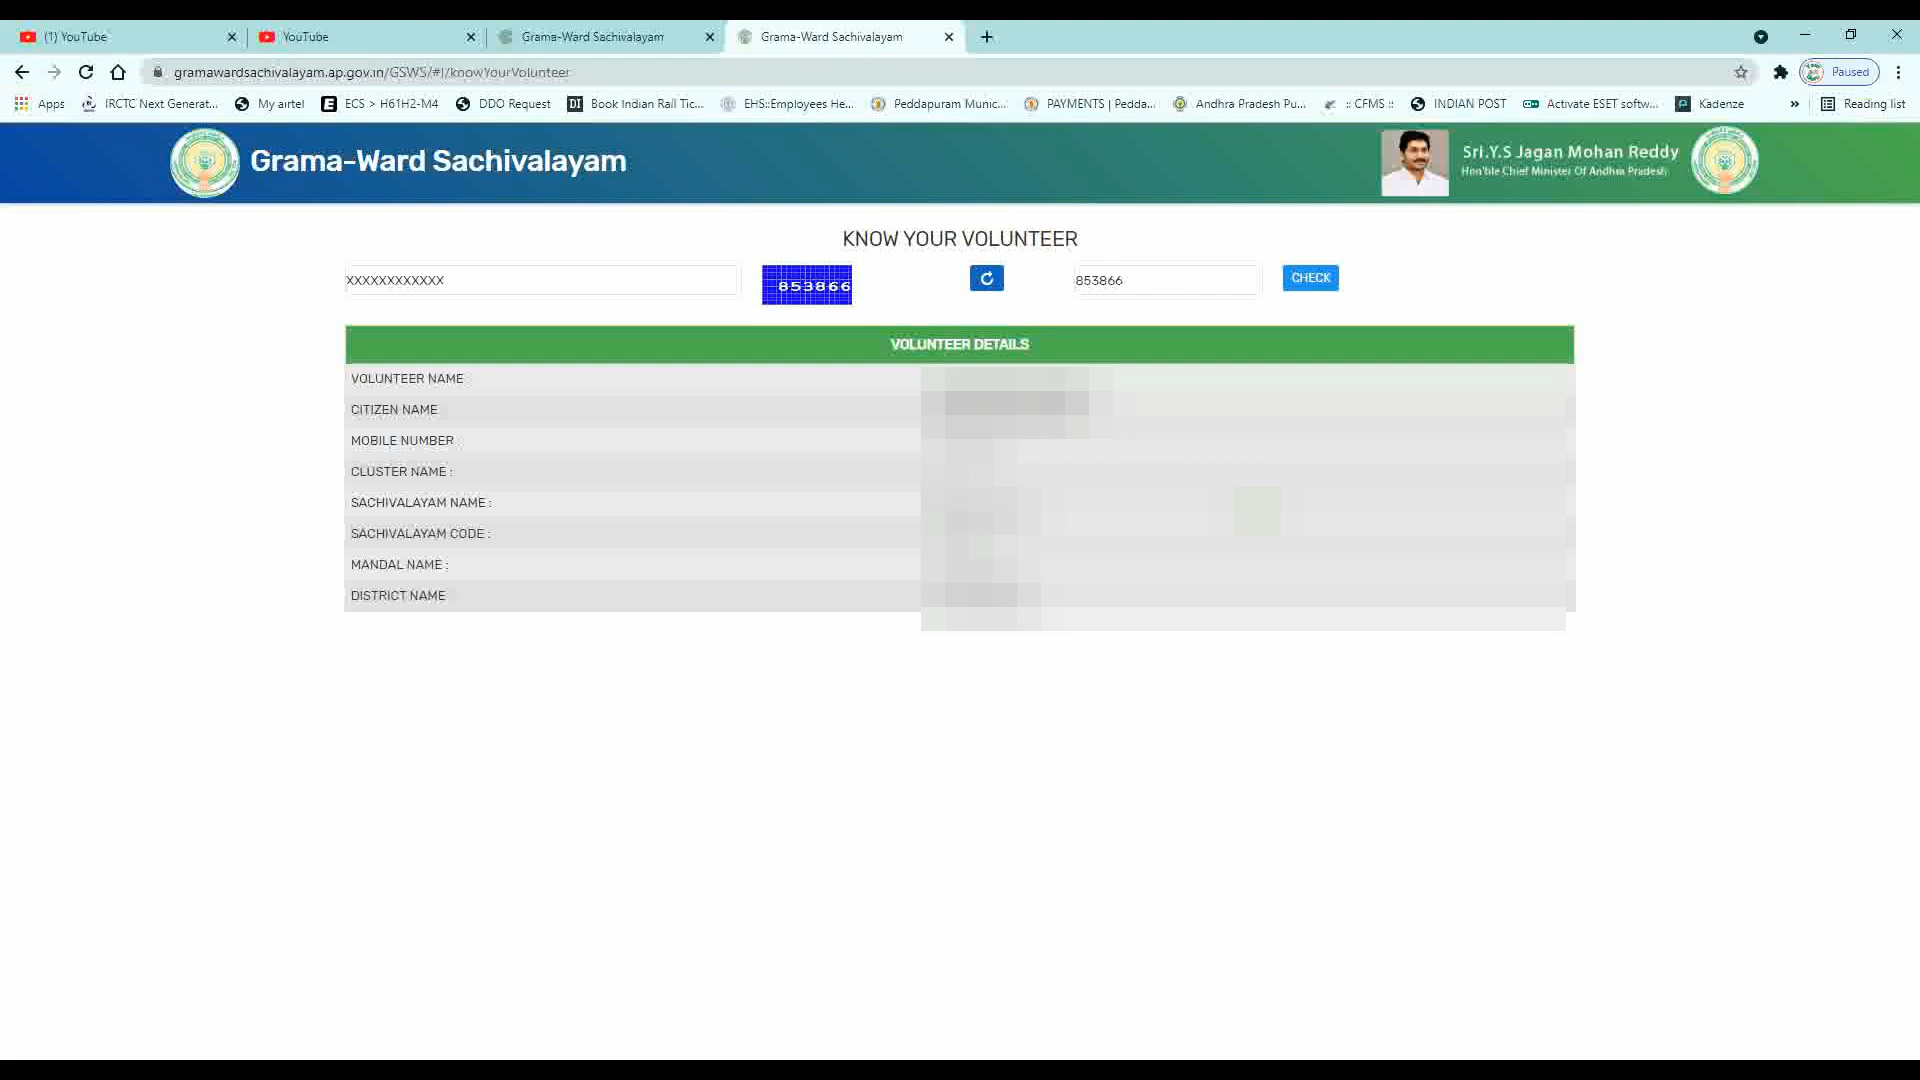 (1) YouTube
YouTube
Grama-Ward Sachivalayam
Grama-Ward Sachivalayam
gramawardsachivalayam.ap.gov.in/GSWS/#!/knowYourVolunteer
Paused
Apps
IRCTC Next Generat...
My airtel
ECS > H61H2-M4
DDO Request
Book Indian Rail Tic...
EHS::Employees He...
Peddapuram Munic...
PAYMENTS | Pedda...
Andhra Pradesh Pu...
:: CFMS ::
INDIAN POST
Activate ESET softw...
Kadenze
»
Reading list
Grama-Ward Sachivalayam
Sri.Y.S Jagan Mohan Reddy
Hon'ble Chief Minister Of Andhra Pradesh
KNOW YOUR VOLUNTEER
XXXXXXXXXXXX
853866
853866
CHECK
VOLUNTEER DETAILS
VOLUNTEER NAME :
CITIZEN NAME
MOBILE NUMBER :
CLUSTER NAME :
SACHIVALAYAM NAME :
SACHIVALAYAM CODE :
MANDAL NAME :
DISTRICT NAME